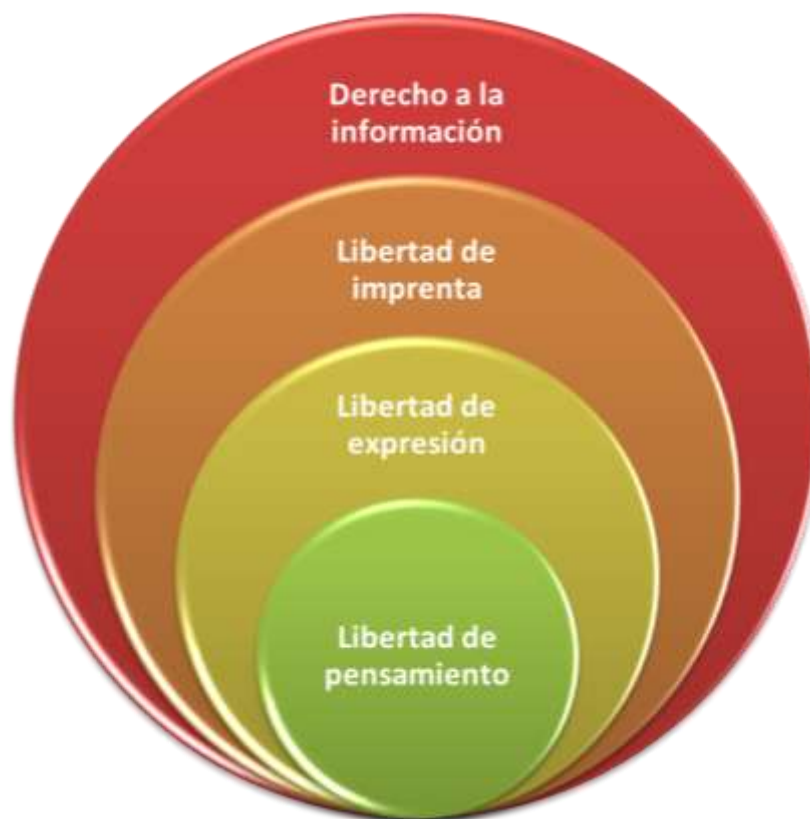 Derecho a la
información
Libertad de
imprenta
Libertad de
expresión
Libertad de
pensamiento